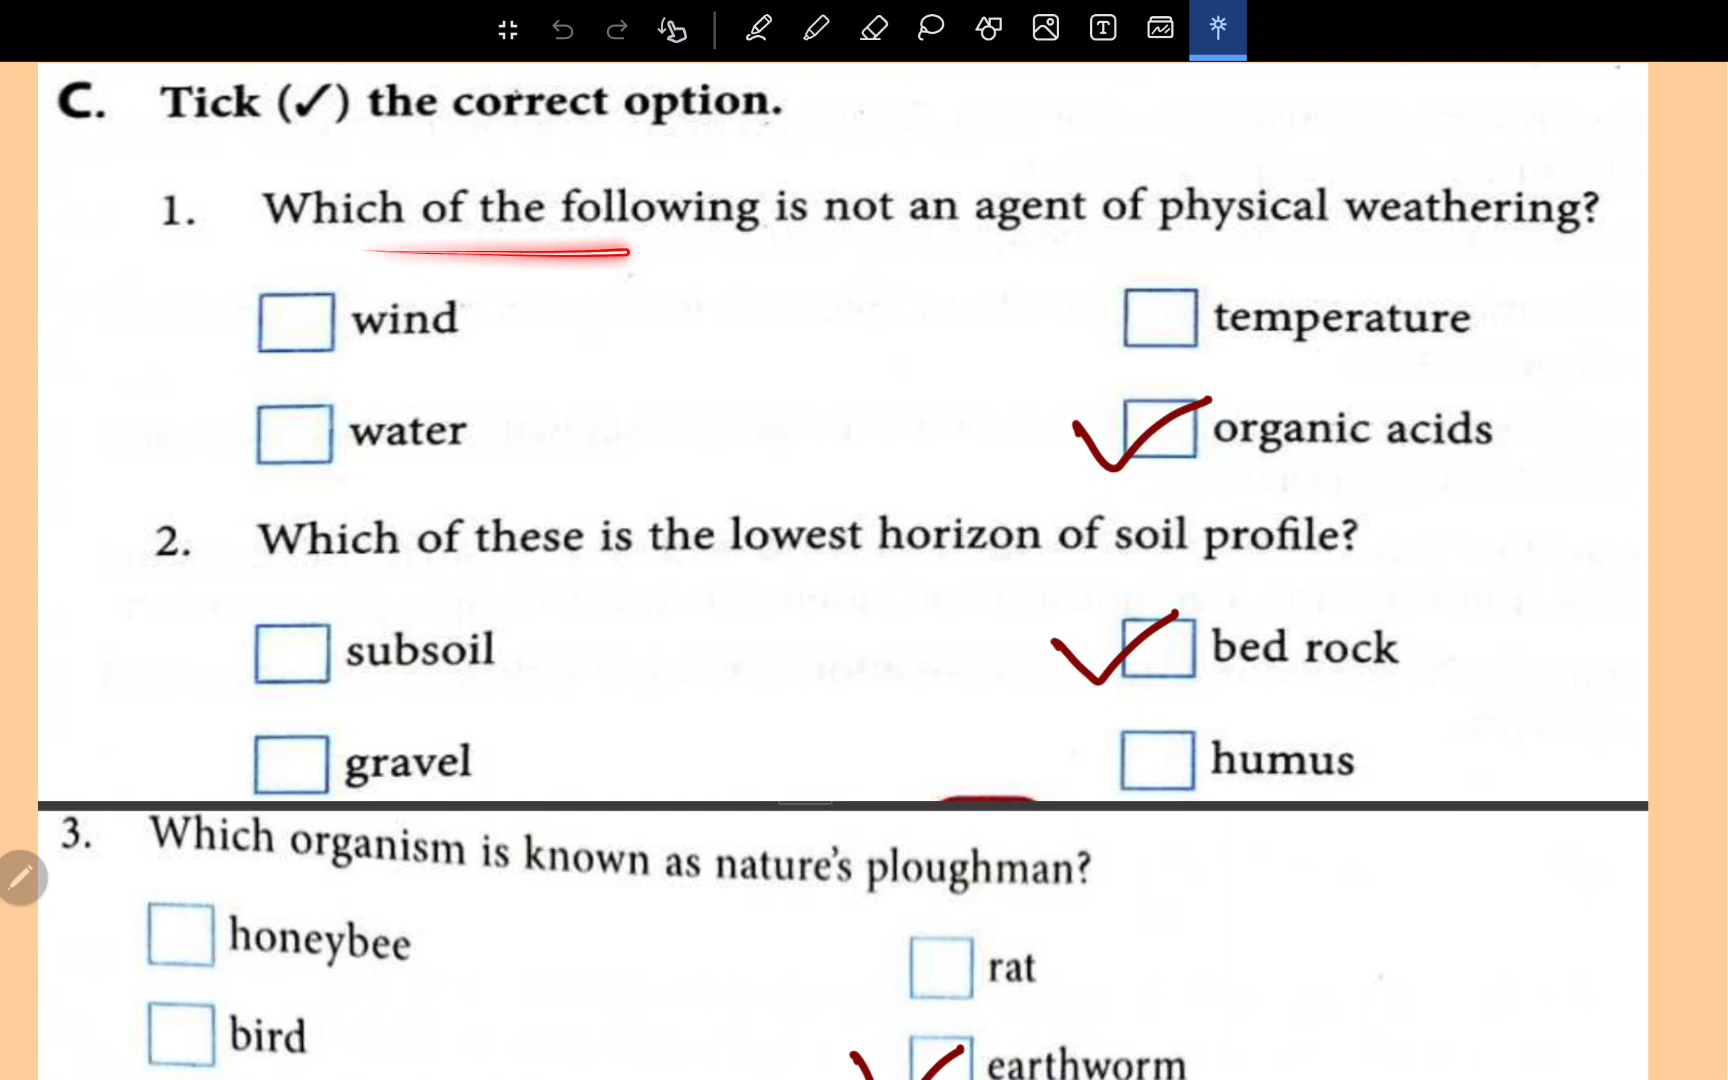 C. Tick (✓) the correct option.
1. Which of the following is not an agent of physical weathering?
wind temperature
water organic acids
2. Which of these is the lowest horizon of soil profile?
subsoil bed rock
gravel humus
3. Which organism is known as nature's ploughman?
honeybee rat
bird earthworm